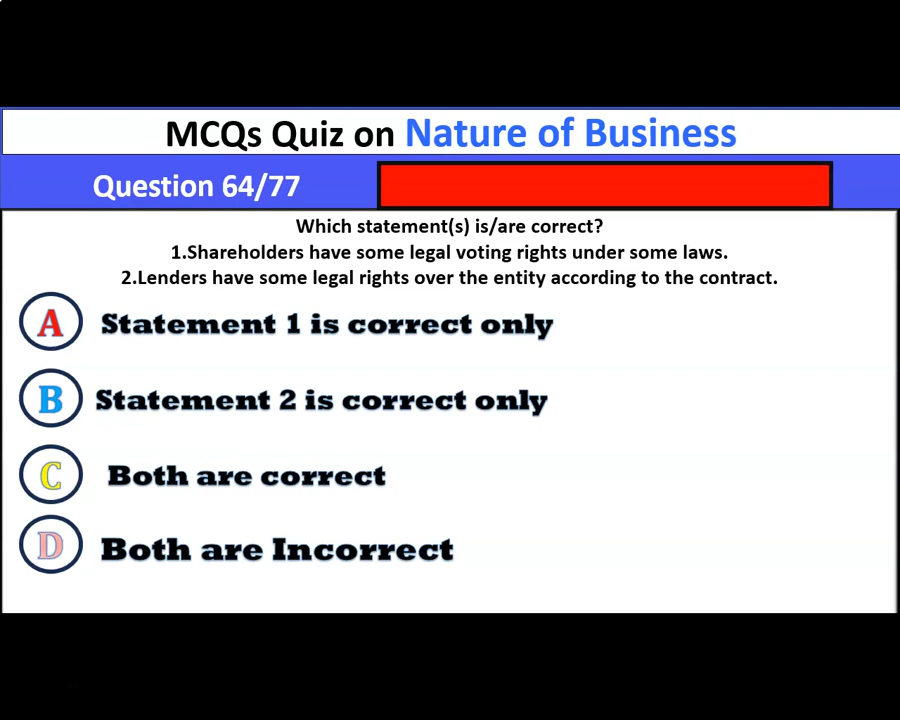 MCQs Quiz on Nature of Business
Question 64/77
Which statement(s) is/are correct?
1.Shareholders have some legal voting rights under some laws.
2.Lenders have some legal rights over the entity according to the contract.
A Statement 1 is correct only
B Statement 2 is correct only
C Both are correct
D Both are Incorrect